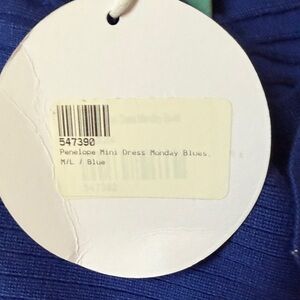 547390
Penelope Mini Dress Monday Blues.
M/L / Blue